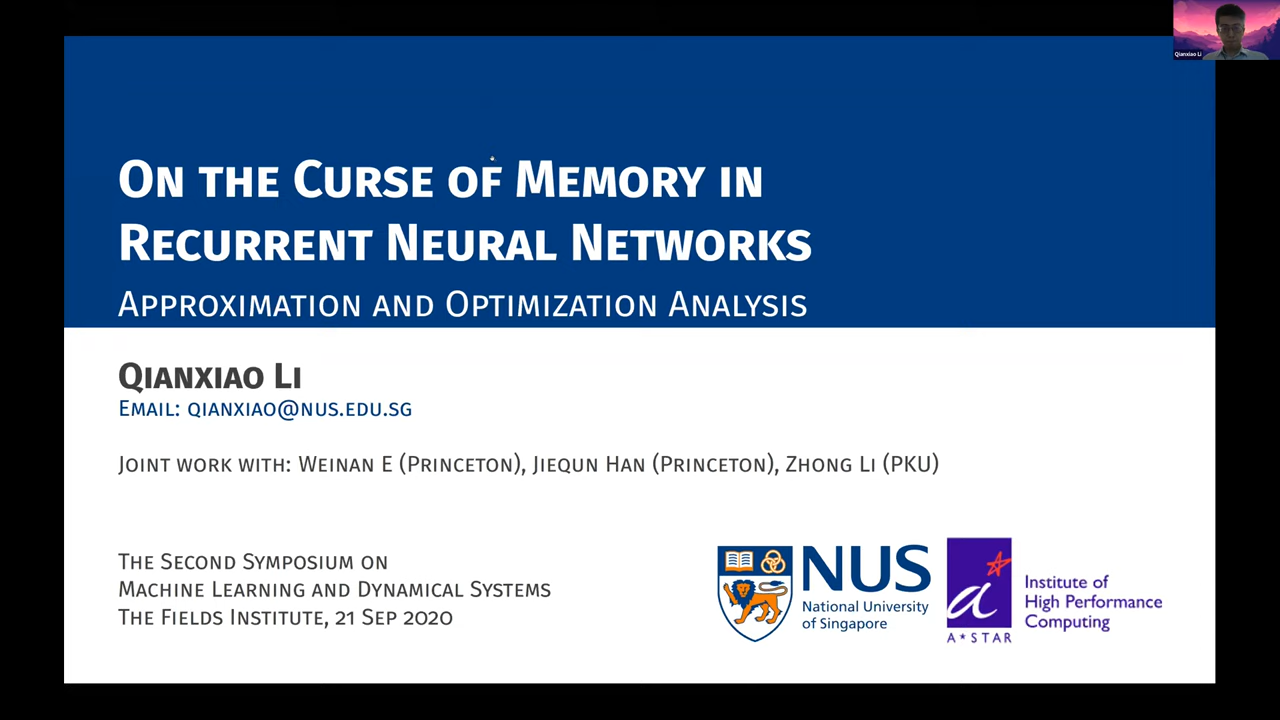 Qianxiao Li
ON THE CURSE OF MEMORY IN
RECURRENT NEURAL NETWORKS
APPROXIMATION AND OPTIMIZATION ANALYSIS
QIANXIAO LI
EMAIL: QIANXIAO@NUS.EDU.SG
JOINT WORK WITH: WEINAN E (PRINCETON), JIEQUN HAN (PRINCETON), ZHONG LI (PKU)
THE SECOND SYMPOSIUM ON
MACHINE LEARNING AND DYNAMICAL SYSTEMS
THE FIELDS INSTITUTE, 21 SEP 2020
NUS
National University
of Singapore
a
A★STAR
Institute of
High Performance
Computing